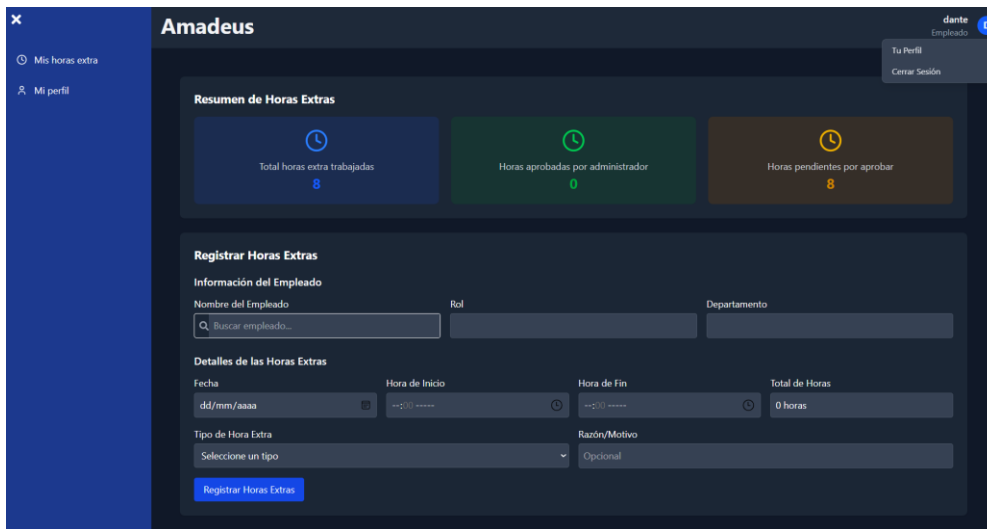 Amadeus
dante
Empleado
D
Tu Perfil
Cerrar Sesión
Mis horas extra
Mi perfil
Resumen de Horas Extras
Total horas extra trabajadas
8
Horas aprobadas por administrador
0
Horas pendientes por aprobar
8
Registrar Horas Extras
Información del Empleado
Nombre del Empleado
Rol
Departamento
Buscar empleado...
Detalles de las Horas Extras
Fecha
Hora de Inicio
Hora de Fin
Total de Horas
dd/mm/aaaa
--:00 -----
--:00 -----
0 horas
Tipo de Hora Extra
Razón/Motivo
Seleccione un tipo
Opcional
Registrar Horas Extras